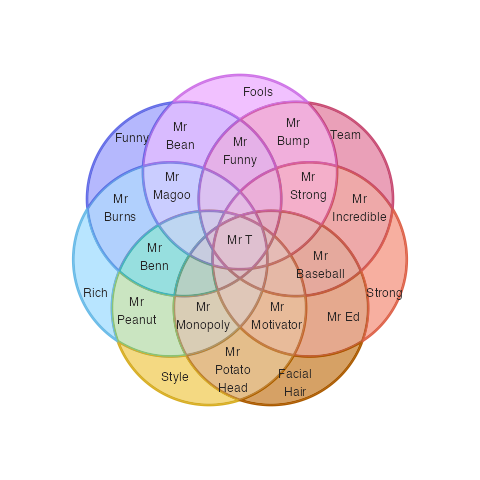 Fools
Funny
Team
Mr
Bean
Mr
Bump
Mr
Funny
Mr
Magoo
Mr
Strong
Mr
Burns
Mr
Incredible
Mr T
Mr
Benn
Mr
Baseball
Rich
Strong
Mr
Peanut
Mr
Monopoly
Mr
Motivator
Mr Ed
Mr
Potato
Head
Style
Facial
Hair